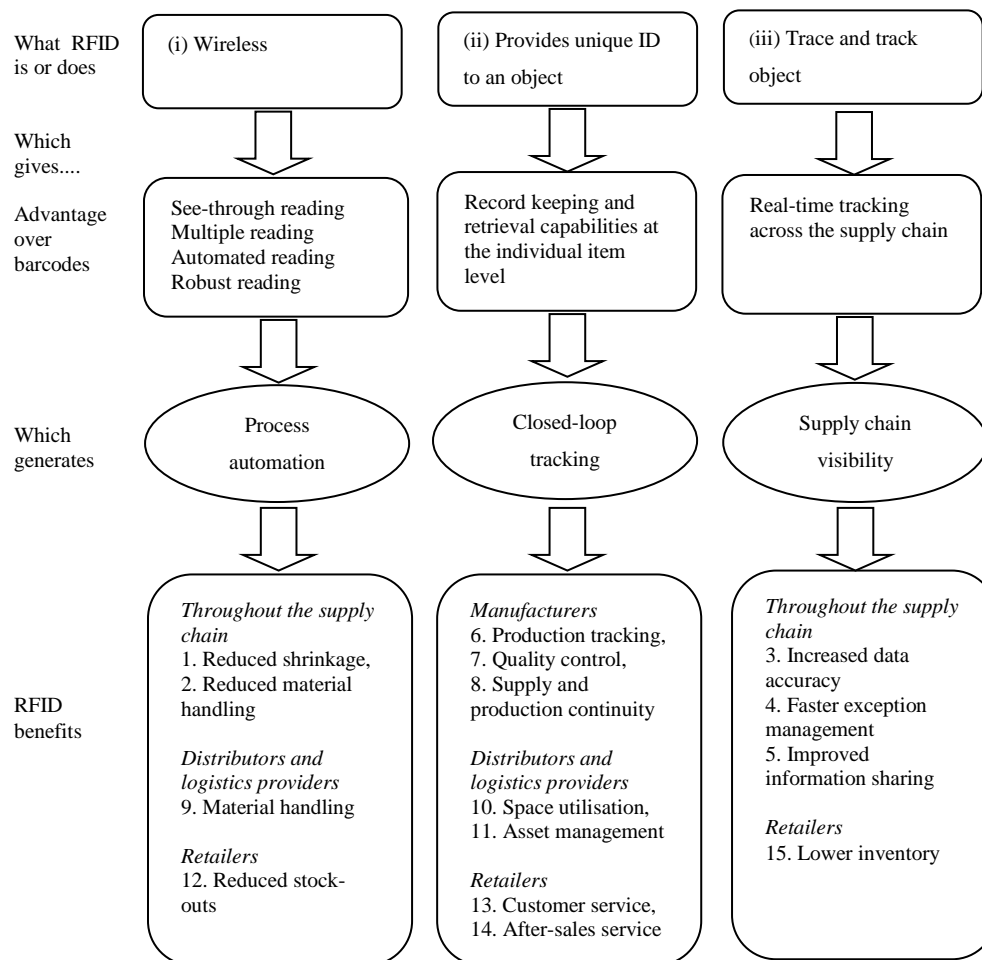 What RFID
is or does
(i) Wireless
(ii) Provides unique ID
to an object
(iii) Trace and track
object
Which
gives....
Advantage
over
barcodes
See-through reading
Multiple reading
Automated reading
Robust reading
Record keeping and
retrieval capabilities at
the individual item
level
Real-time tracking
across the supply chain
Which
generates
Process
automation
Closed-loop
tracking
Supply chain
visibility
RFID
benefits
Throughout the supply
chain
1. Reduced shrinkage,
2. Reduced material
handling
Distributors and
logistics providers
9. Material handling
Retailers
12. Reduced stock-
outs
Manufacturers
6. Production tracking,
7. Quality control,
8. Supply and
production continuity
Distributors and
logistics providers
10. Space utilisation,
11. Asset management
Retailers
13. Customer service,
14. After-sales service
Throughout the supply
chain
3. Increased data
accuracy
4. Faster exception
management
5. Improved
information sharing
Retailers
15. Lower inventory